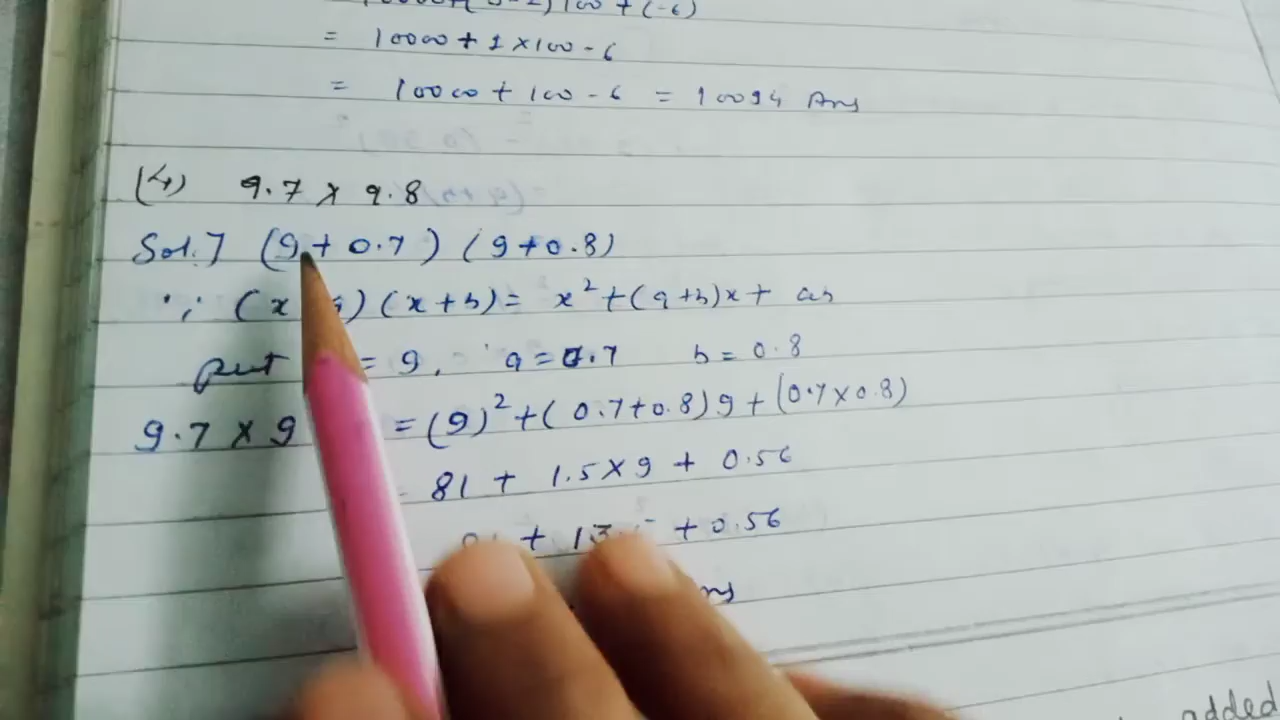 = 10000 + 1 × 100 - 6
= 10000 + 100 - 6 = 10094 Ans
(4) 9.7 × 9.8
Sol.] (9 + 0.7) (9 + 0.8)
∵ (x a) (x + b) = x² + (a + b)x + ab
put = 9, a = 0.7 b = 0.8
9.7 × 9 = (9)² + (0.7 + 0.8) 9 + (0.7 × 0.8)
81 + 1.5 × 9 + 0.56
+ 13 + 0.56
added